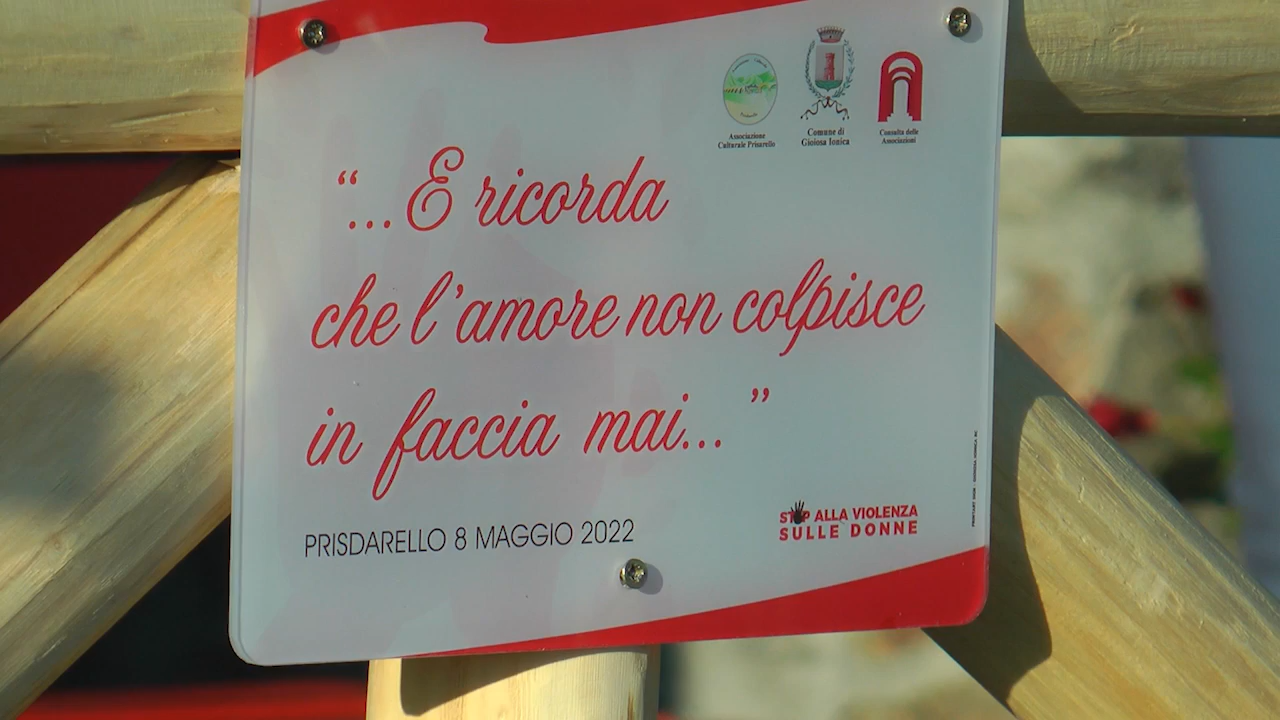 Associazione
Culturale Prisarello
Comune di
Gioiosa Ionica
Consulta delle
Associazioni
“...E ricorda
che l’amore non colpisce
in faccia mai...”
PRISDARELLO 8 MAGGIO 2022
STOP ALLA VIOLENZA
SULLE DONNE